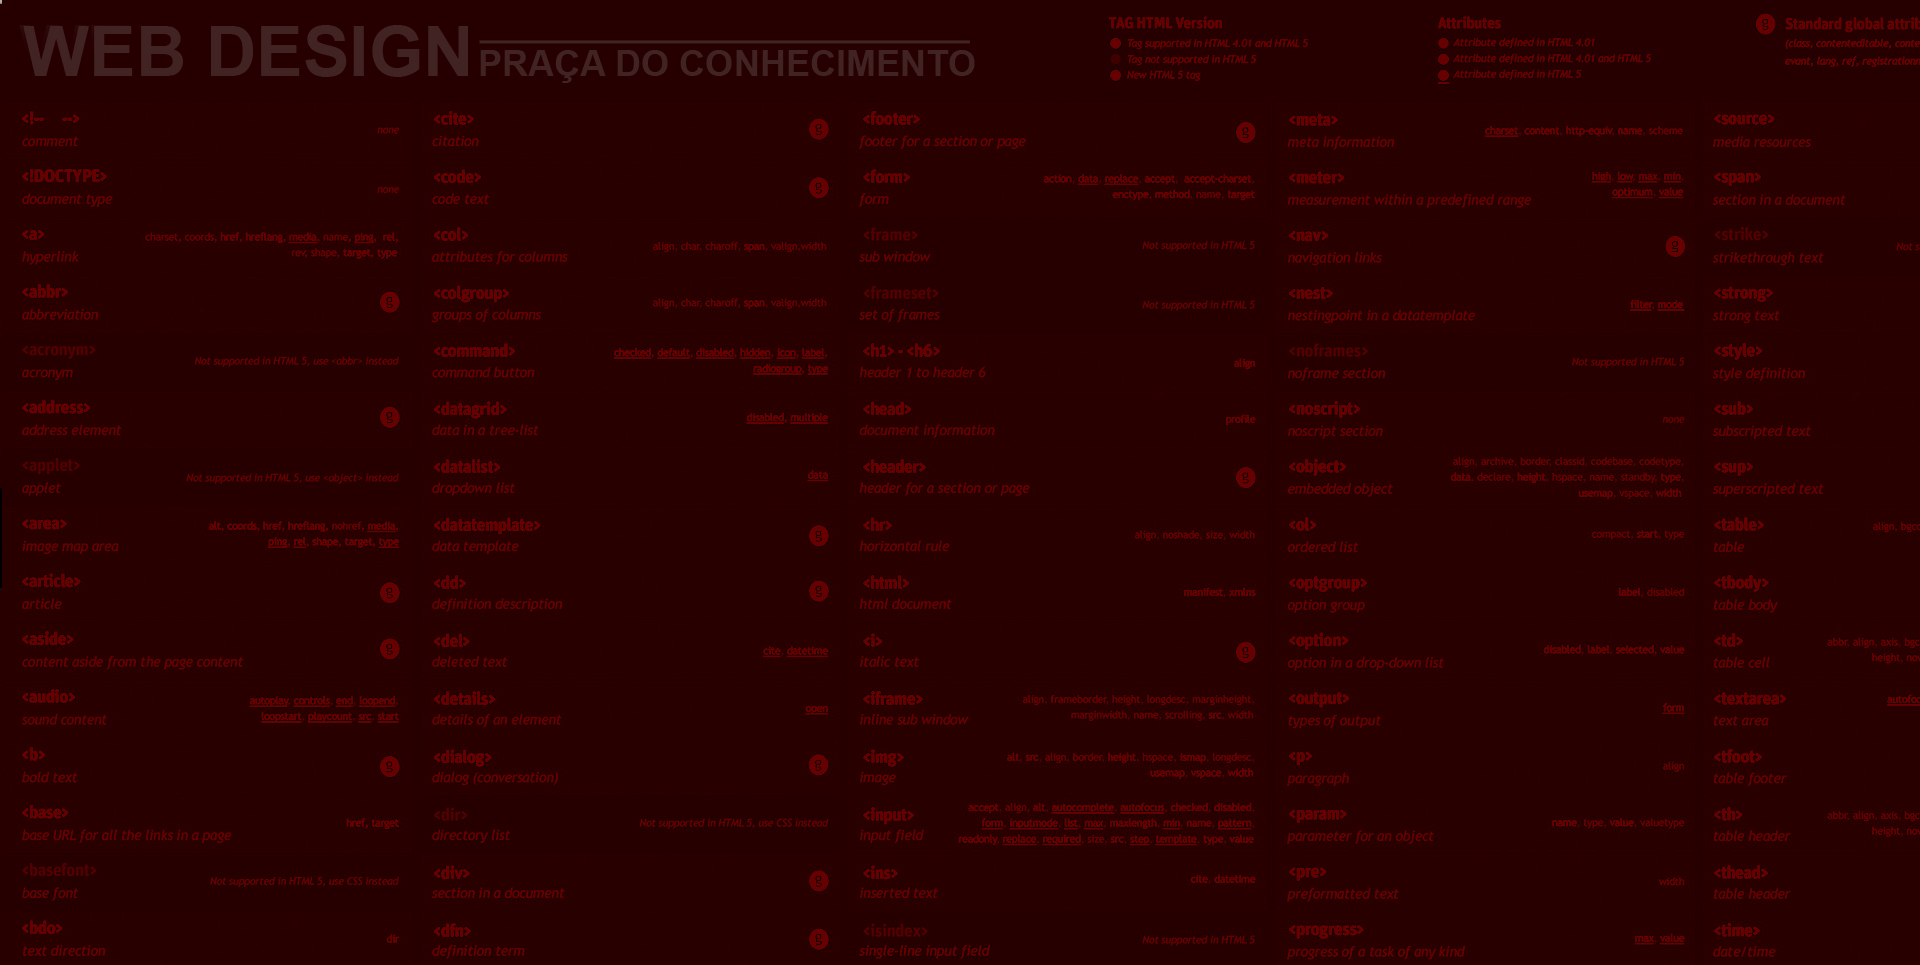 WEB DESIGN PRAÇA DO CONHECIMENTO
TAG HTML Version
Tag supported in HTML 4.01 and HTML 5
Tag not supported in HTML 5
New HTML 5 tag
Attributes
Attribute defined in HTML 4.01
Attribute defined in HTML 4.01 and HTML 5
Attribute defined in HTML 5
g Standard global
(class, contenteditable,
event, lang, ref,
<!-- -->
comment
none
<!DOCTYPE>
document type
none
<a>
hyperlink
charset, coords, href, hreflang, media, name, ping, rel,
rev, shape, target, type
<abbr>
abbreviation
g
<acronym>
acronym
Not supported in HTML 5, use <abbr> instead
<address>
address element
g
<applet>
applet
Not supported in HTML 5, use <object> instead
<area>
image map area
alt, coords, href, hreflang, nohref, media,
ping, rel, shape, target, type
<article>
article
g
<aside>
content aside from the page content
g
<audio>
sound content
autoplay, controls, end, loopend,
loopstart, playcount, src, start
<b>
bold text
g
<base>
base URL for all the links in a page
href, target
<basefont>
base font
Not supported in HTML 5, use CSS instead
<bdo>
text direction
dir
<cite>
citation
g
<code>
code text
g
<col>
attributes for columns
align, char, charoff, span, valign,width
<colgroup>
groups of columns
align, char, charoff, span, valign,width
<command>
command button
checked, default, disabled, hidden, icon, label,
radiogroup, type
<datagrid>
data in a tree-list
disabled, multiple
<datalist>
dropdown list
data
<datatemplate>
data template
g
<dd>
definition description
g
<del>
deleted text
cite, datetime
<details>
details of an element
open
<dialog>
dialog (conversation)
g
<dir>
directory list
Not supported in HTML 5, use CSS instead
<div>
section in a document
g
<dfn>
definition term
g
<footer>
footer for a section or page
g
<form>
form
action, data, replace, accept, accept-charset,
enctype, method, name, target
<frame>
sub window
Not supported in HTML 5
<frameset>
set of frames
Not supported in HTML 5
<h1> - <h6>
header 1 to header 6
align
<head>
document information
profile
<header>
header for a section or page
g
<hr>
horizontal rule
align, noshade, size, width
<html>
html document
manifest, xmlns
<i>
italic text
g
<iframe>
inline sub window
align, frameborder, height, longdesc, marginheight,
marginwidth, name, scrolling, src, width
<img>
image
alt, src, align, border, height, hspace, ismap, longdesc,
usemap, vspace, width
<input>
input field
accept, align, alt, autocomplete, autofocus, checked, disabled,
form, inputmode, list, max, maxlength, min, name, pattern,
readonly, replace, required, size, src, step, template, type, value
<ins>
inserted text
cite, datetime
<isindex>
single-line input field
Not supported in HTML 5
<meta>
meta information
charset, content, http-equiv, name, scheme
<meter>
measurement within a predefined range
high, low, max, min,
optimum, value
<nav>
navigation links
g
<nest>
nestingpoint in a datatemplate
filter, mode
<noframes>
noframe section
Not supported in HTML 5
<noscript>
noscript section
none
<object>
embedded object
align, archive, border, classid, codebase, codetype,
data, declare, height, hspace, name, standby, type,
usemap, vspace, width
<ol>
ordered list
compact, start, type
<optgroup>
option group
label, disabled
<option>
option in a drop-down list
disabled, label, selected, value
<output>
types of output
form
<p>
paragraph
align
<param>
parameter for an object
name, type, value, valuetype
<pre>
preformatted text
width
<progress>
progress of a task of any kind
max, value
<source>
media resources
<span>
section in a document
<strike>
strikethrough text
Not
<strong>
strong text
<style>
style definition
<sub>
subscripted text
<sup>
superscripted text
<table>
table
align,
<tbody>
table body
<td>
table cell
abbr, align, axis,
height,
<textarea>
text area
<tfoot>
table footer
<th>
table header
abbr, align, axis,
height,
<thead>
table header
<time>
date/time